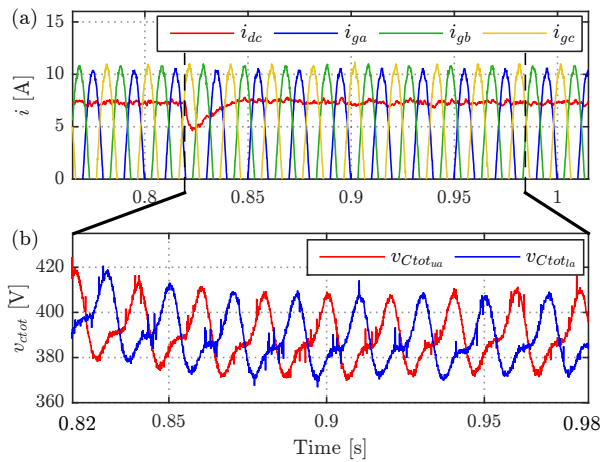 (a)
i_dc i_ga i_gb i_gc
i [A]
15
10
5
0
0.8 0.85 0.9 0.95 1
(b)
v_Ctot_ua v_Ctot_la
v_ctot [V]
420
400
380
360
0.82 0.85 0.9 0.95 0.98
Time [s]